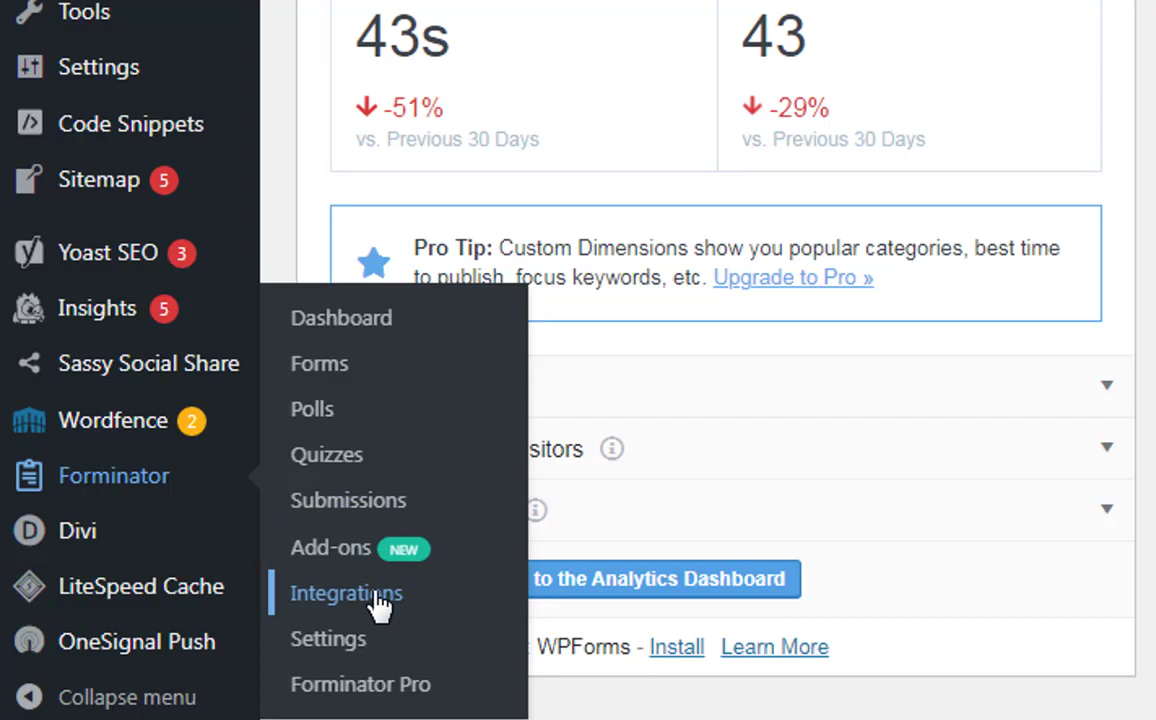 Tools
Settings
Code Snippets
Sitemap 5
Yoast SEO 3
Insights 5
Sassy Social Share
Wordfence 2
Forminator
Divi
LiteSpeed Cache
OneSignal Push
Collapse menu
Dashboard
Forms
Polls
Quizzes
Submissions
Add-ons NEW
Integrations
Settings
Forminator Pro
43s
-51%
vs. Previous 30 Days
43
-29%
vs. Previous 30 Days
Pro Tip: Custom Dimensions show you popular categories, best time
to publish, focus keywords, etc. Upgrade to Pro »
sitors
to the Analytics Dashboard
: WPForms - Install Learn More